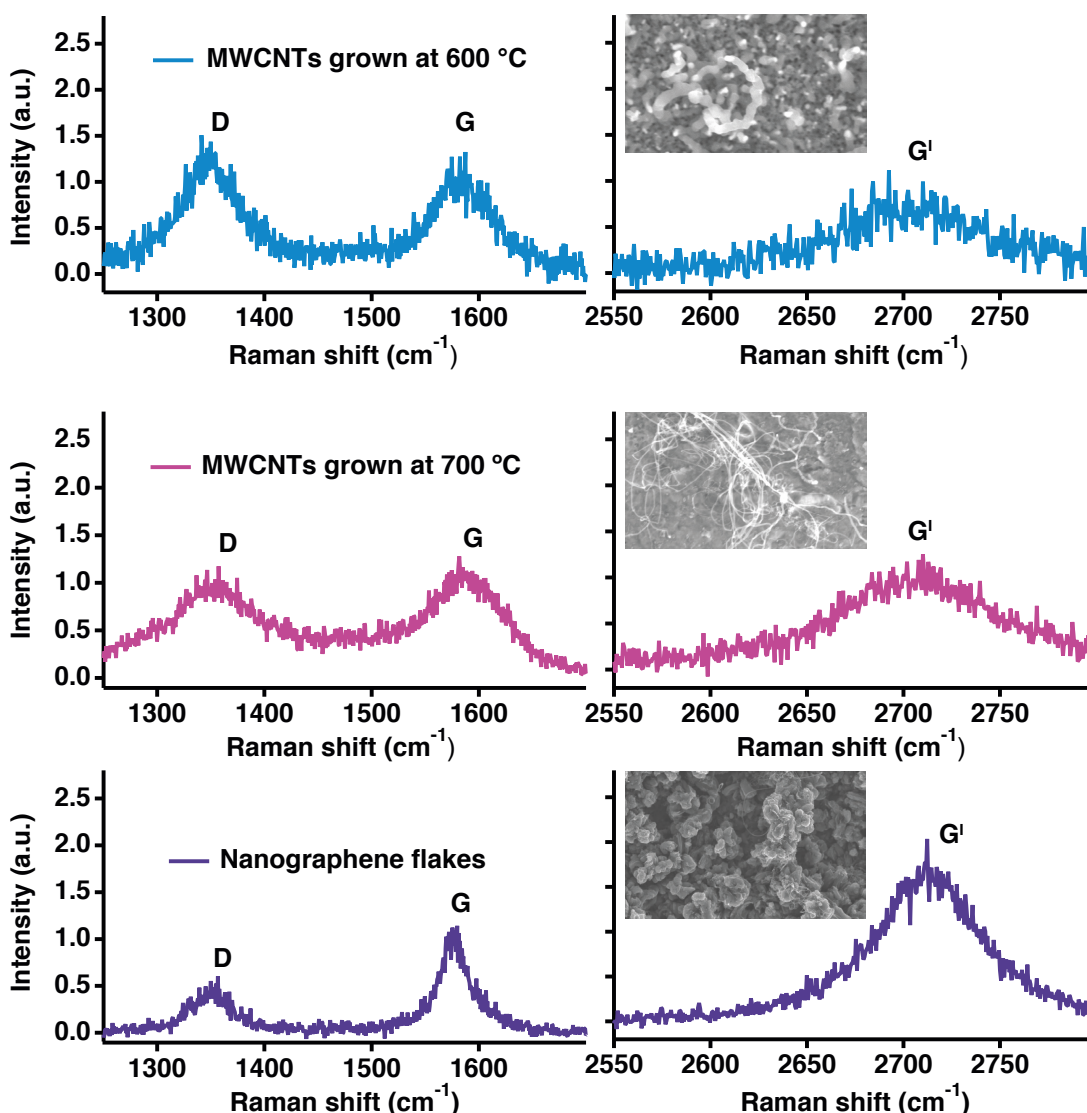 MWCNTs grown at 600 °C
D
G
Gᴵ
Intensity (a.u.)
2.5
2.0
1.5
1.0
0.5
0.0
1300
1400
1500
1600
2550
2600
2650
2700
2750
Raman shift (cm⁻¹)
Raman shift (cm⁻¹)
MWCNTs grown at 700 °C
D
G
Gᴵ
Intensity (a.u.)
2.5
2.0
1.5
1.0
0.5
0.0
1300
1400
1500
1600
2550
2600
2650
2700
2750
Raman shift (cm⁻¹)
Raman shift (cm⁻¹)
Nanographene flakes
D
G
Gᴵ
Intensity (a.u.)
2.5
2.0
1.5
1.0
0.5
0.0
1300
1400
1500
1600
2550
2600
2650
2700
2750
Raman shift (cm⁻¹)
Raman shift (cm⁻¹)